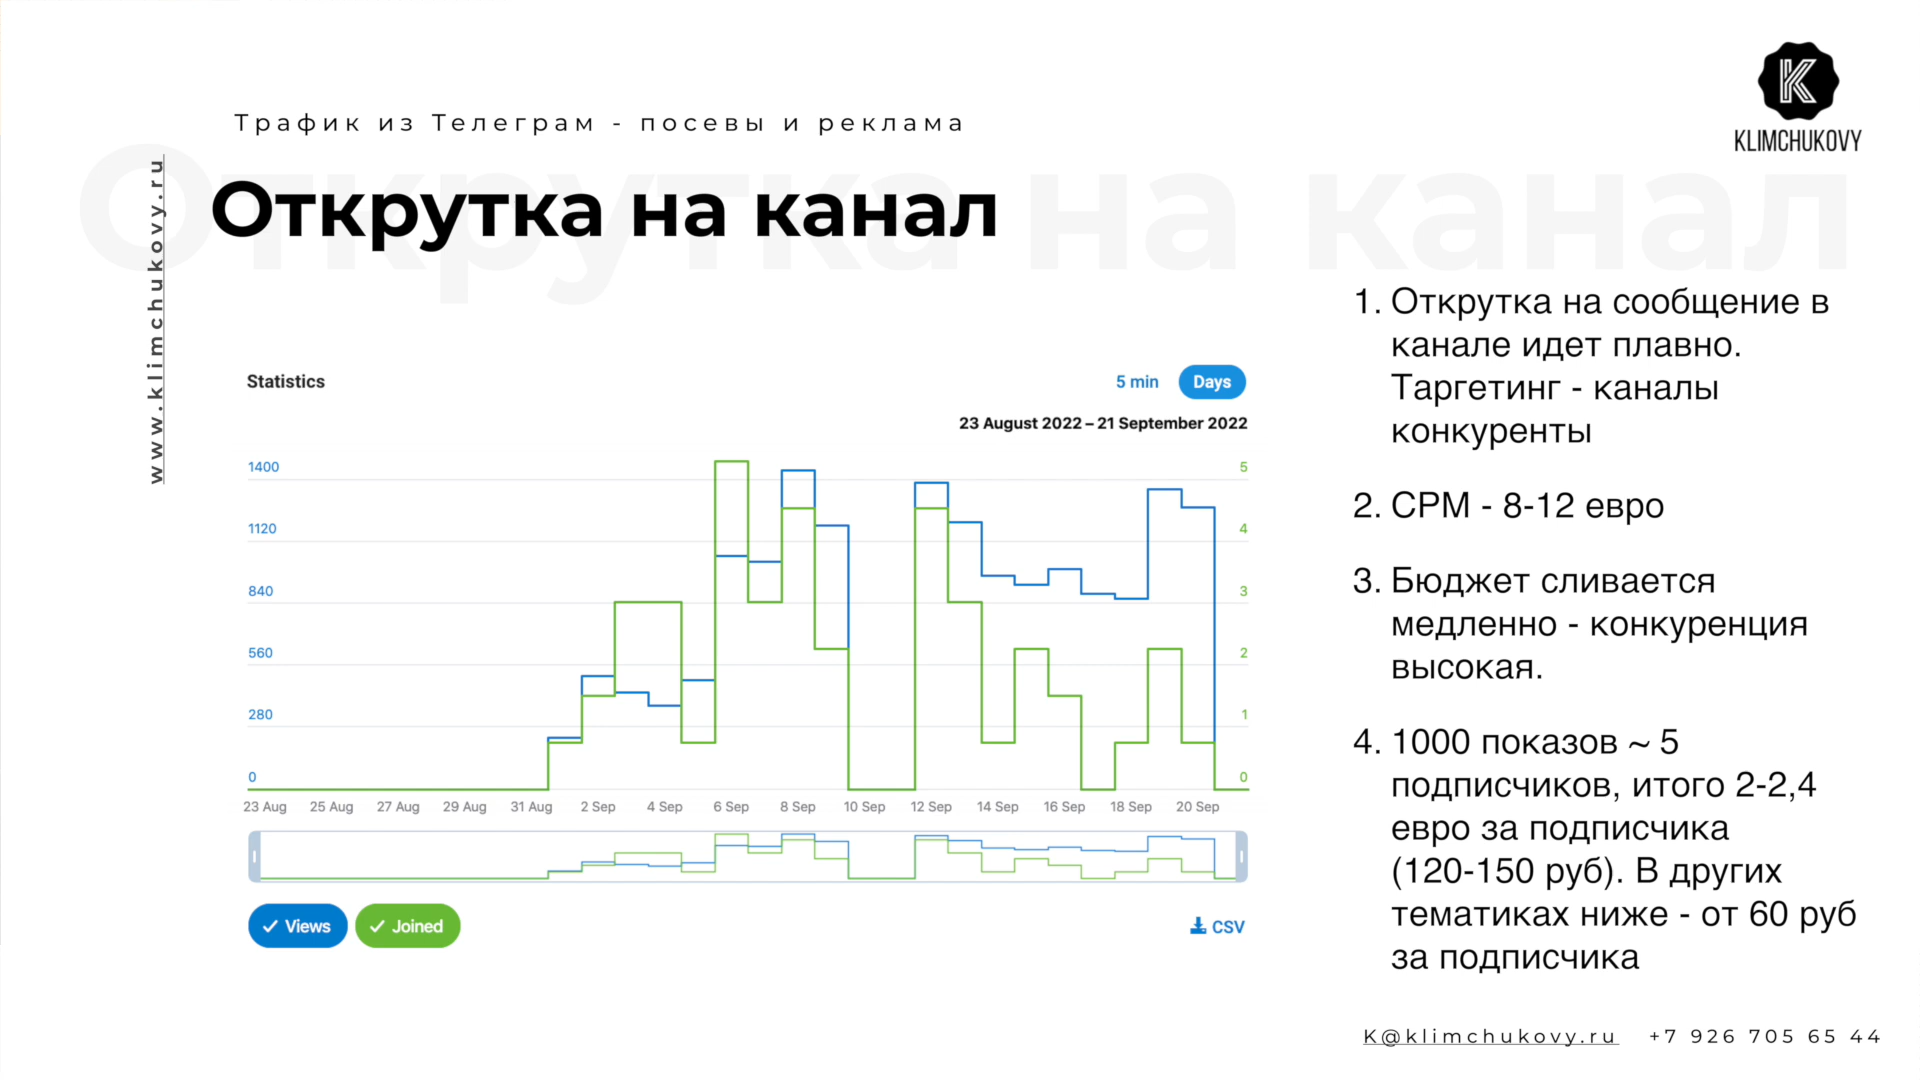 KLIMCHUKOVY
Трафик из Телеграм - посевы и реклама
Открутка на канал
Открутка на канал
www.klimchukovy.ru
Statistics
5 min
Days
23 August 2022 – 21 September 2022
1400
5
1120
4
840
3
560
2
280
1
0
0
23 Aug 25 Aug 27 Aug 29 Aug 31 Aug 2 Sep 4 Sep 6 Sep 8 Sep 10 Sep 12 Sep 14 Sep 16 Sep 18 Sep 20 Sep
Views
Joined
CSV
1. Открутка на сообщение в
канале идет плавно.
Таргетинг - каналы
конкуренты
2. CPM - 8-12 евро
3. Бюджет сливается
медленно - конкуренция
высокая.
4. 1000 показов ~ 5
подписчиков, итого 2-2,4
евро за подписчика
(120-150 руб). В других
тематиках ниже - от 60 руб
за подписчика
K@klimchukovy.ru +7 926 705 65 44